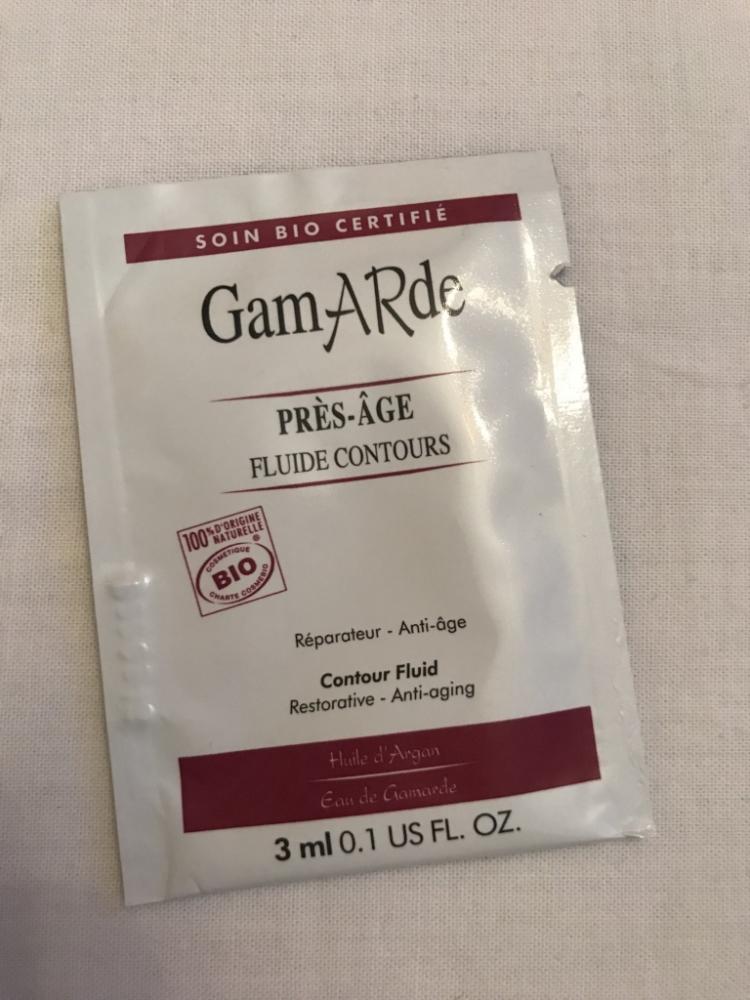 SOIN BIO CERTIFIÉ
GamARde
PRÈS-ÂGE
FLUIDE CONTOURS
100% D'ORIGINE
NATURELLE
®
COSMETIQUE
BIO
CHARTE COSMEBIO
Réparateur - Anti-âge
Contour Fluid
Restorative - Anti-aging
Huile d'Argan
Eau de Gamarde
3 ml 0.1 US FL. OZ.